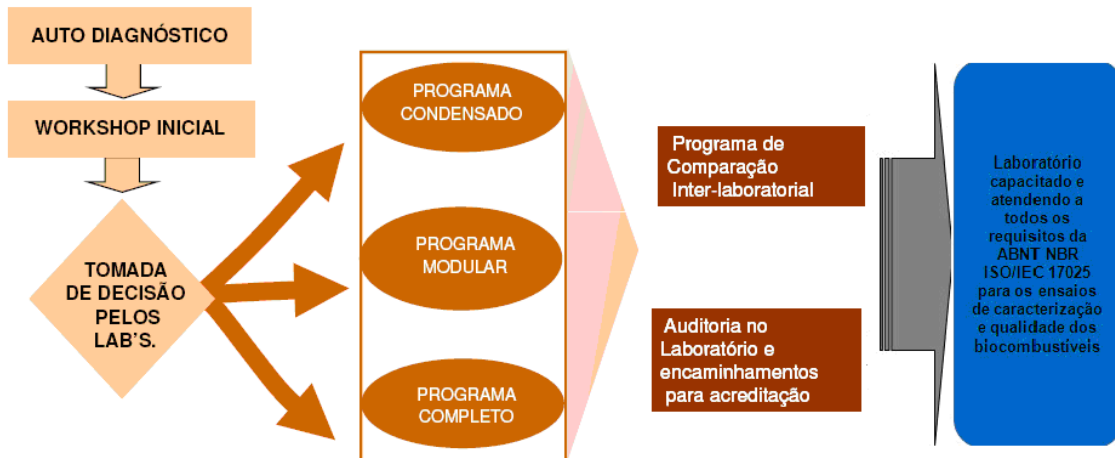 AUTO DIAGNÓSTICO
WORKSHOP INICIAL
TOMADA
DE DECISÃO
PELOS
LAB'S.
PROGRAMA
CONDENSADO
PROGRAMA
MODULAR
PROGRAMA
COMPLETO
Programa de
Comparação
Inter-laboratorial
Auditoria no
Laboratório e
encaminhamentos
para acreditação
Laboratório
capacitado e
atendendo a
todos os
requisitos da
ABNT NBR
ISO/IEC 17025
para os ensaios
de caracterização
e qualidade dos
biocombustíveis